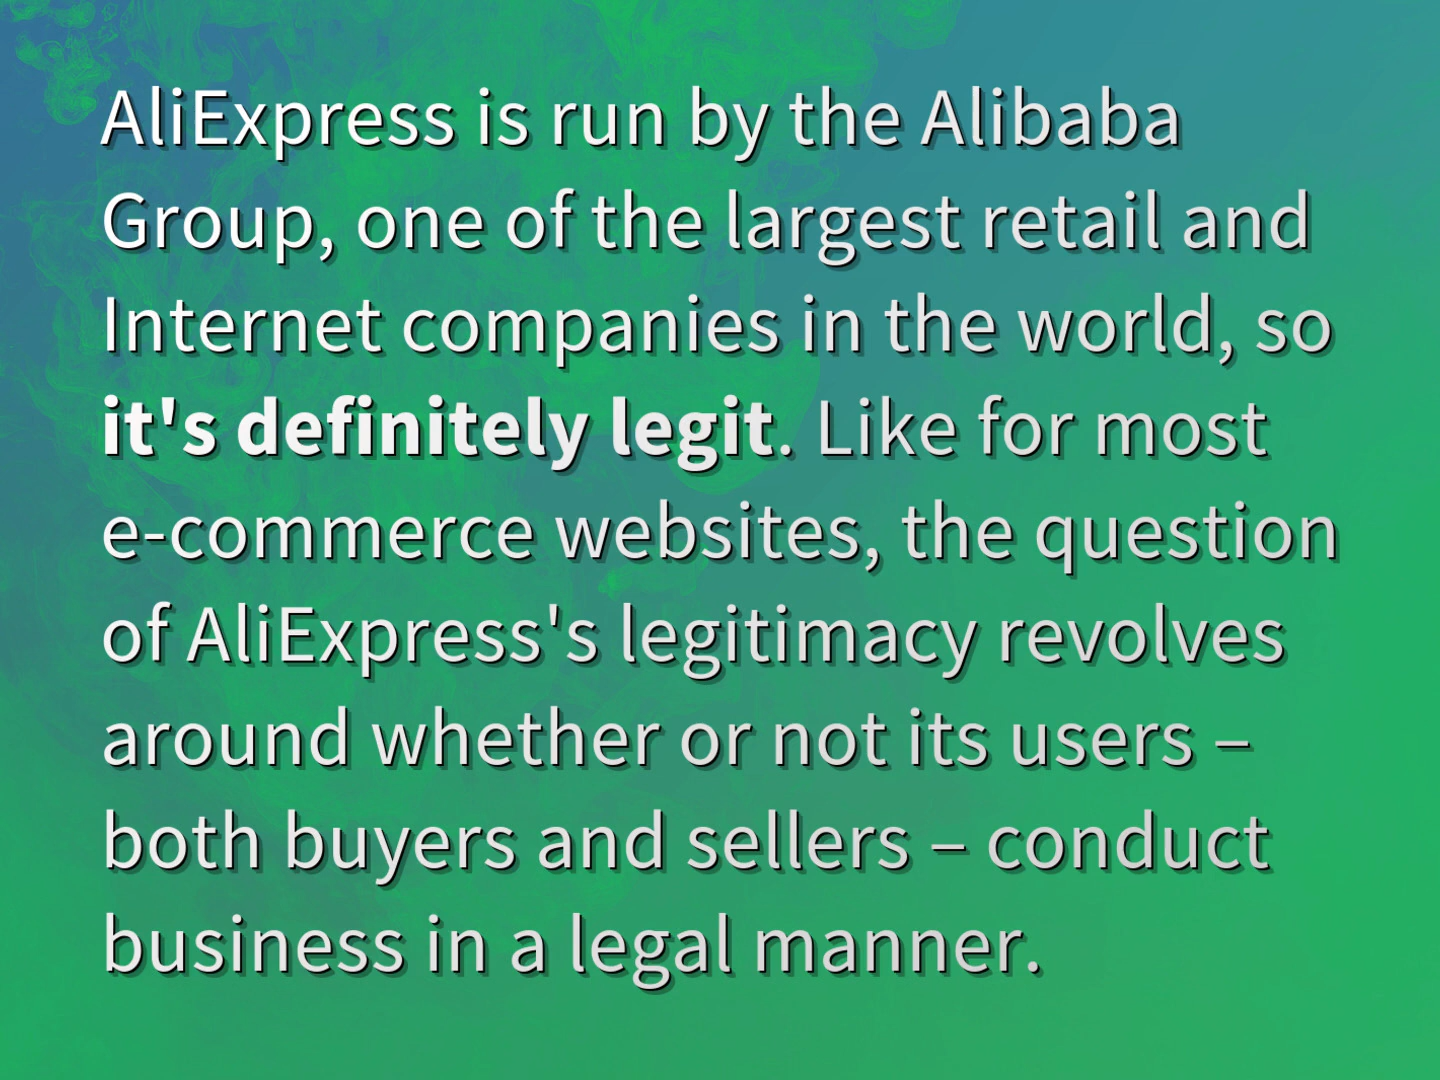 AliExpress is run by the Alibaba
Group, one of the largest retail and
Internet companies in the world, so
it's definitely legit. Like for most
e-commerce websites, the question
of AliExpress's legitimacy revolves
around whether or not its users –
both buyers and sellers – conduct
business in a legal manner.